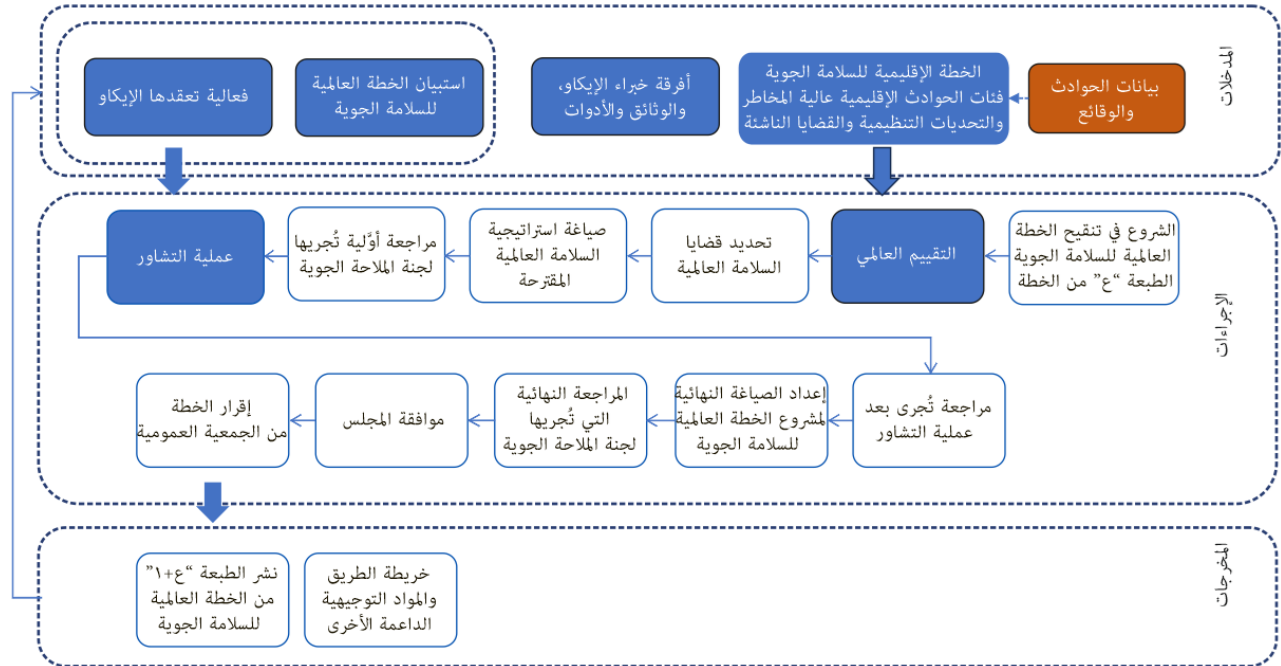 المدخلات
بيانات الحوادث
والوقائع
الخطة الإقليمية للسلامة الجوية
فئات الحوادث الإقليمية عالية المخاطر
والتحديات التنظيمية والقضايا الناشئة
أفرقة خبراء الإيكاو،
والوثائق والأدوات
استبيان الخطة العالمية
للسلامة الجوية
فعالية تعقدها الإيكاو
الإجراءات
الشروع في تنقيح الخطة
العالمية للسلامة الجوية
الطبعة “ع” من الخطة
التقييم العالمي
تحديد قضايا
السلامة العالمية
صياغة استراتيجية
السلامة العالمية
المقترحة
مراجعة أوَّلية تُجريها
لجنة الملاحة الجوية
عملية التشاور
مراجعة تُجرى بعد
عملية التشاور
إعداد الصياغة النهائية
لمشروع الخطة العالمية
للسلامة الجوية
المراجعة النهائية
التي تُجريها
لجنة الملاحة الجوية
موافقة المجلس
إقرار الخطة
من الجمعية العمومية
المخرجات
خريطة الطريق
والمواد التوجيهية
الداعمة الأخرى
نشر الطبعة “ع+١”
من الخطة العالمية
للسلامة الجوية